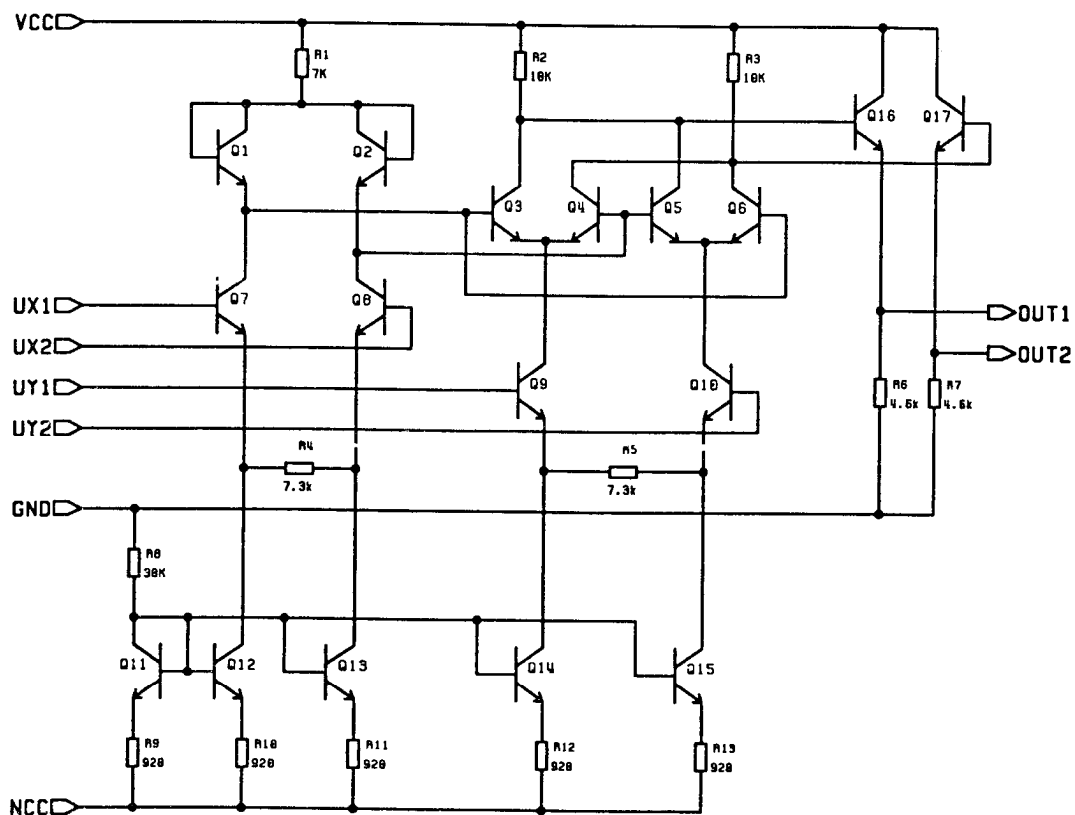 VCC
R1
7K
R2
10K
R3
10K
Q1
Q2
Q16
Q17
Q3
Q4
Q5
Q6
UX1
Q7
Q8
OUT1
UX2
OUT2
UY1
Q9
Q10
R6
4.6k
R7
4.6k
UY2
R4
7.3k
R5
7.3k
GND
R8
30K
Q11
Q12
Q13
Q14
Q15
R9
920
R10
920
R11
920
R12
920
R13
920
NCC